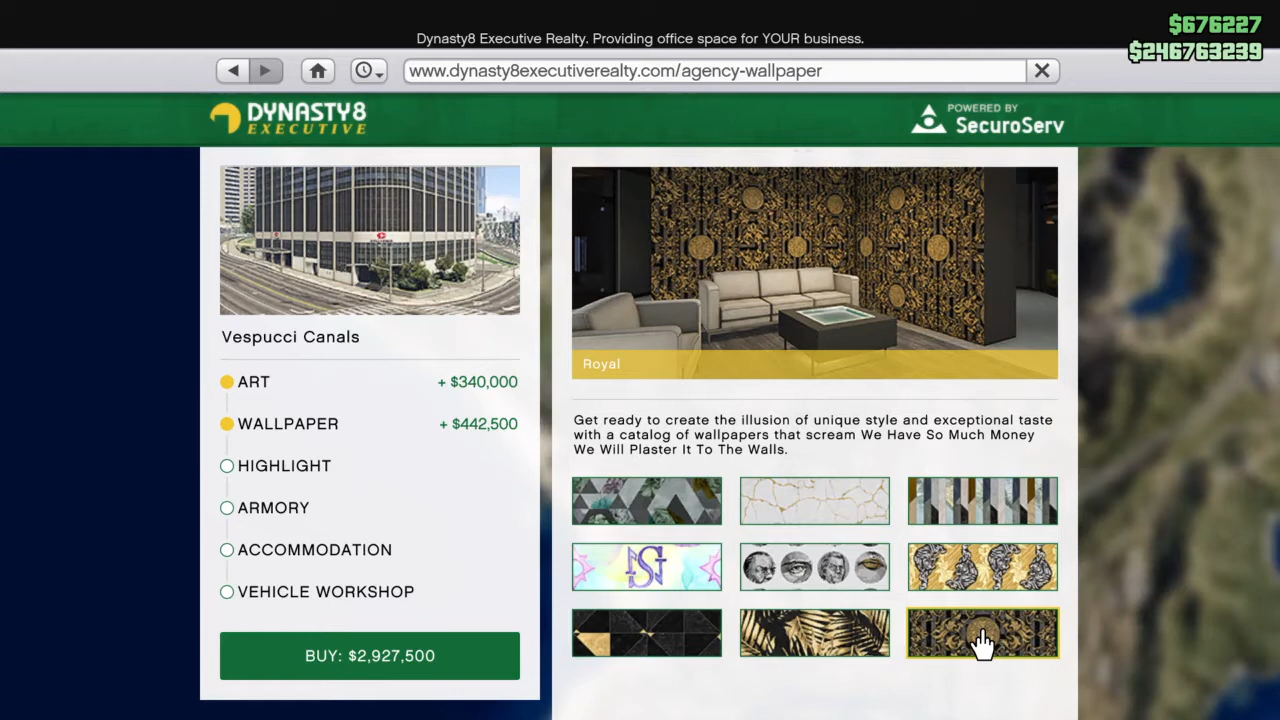 $676227
$246763239
Dynasty8 Executive Realty. Providing office space for YOUR business.
www.dynasty8executiverealty.com/agency-wallpaper
DYNASTY8
EXECUTIVE
POWERED BY
SecuroServ
Vespucci Canals
ART + $340,000
WALLPAPER + $442,500
HIGHLIGHT
ARMORY
ACCOMMODATION
VEHICLE WORKSHOP
BUY: $2,927,500
Royal
Get ready to create the illusion of unique style and exceptional taste
with a catalog of wallpapers that scream We Have So Much Money
We Will Plaster It To The Walls.